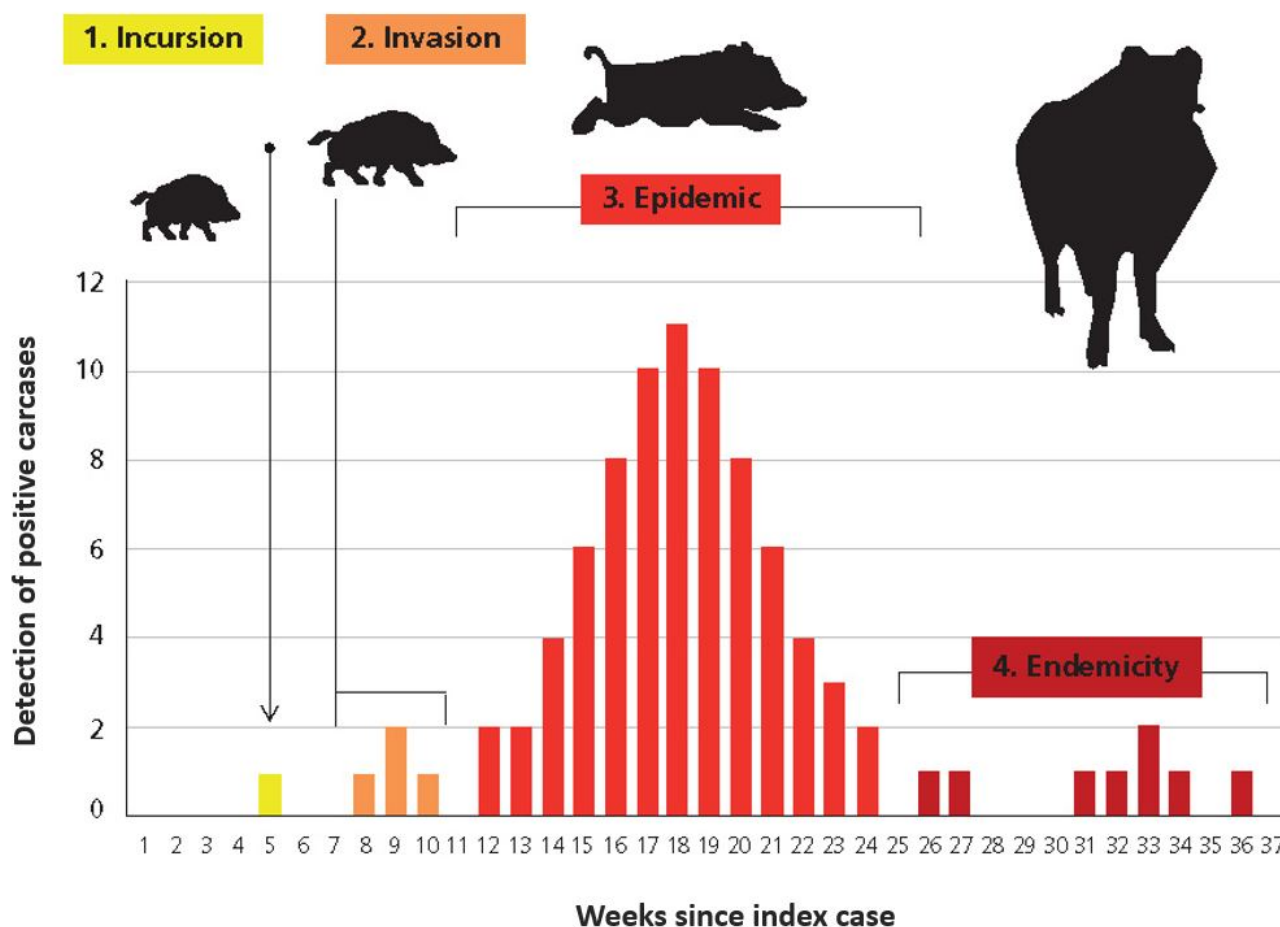 1. Incursion
2. Invasion
3. Epidemic
4. Endemicity
Detection of positive carcases
12
10
8
6
4
2
0
1 2 3 4 5 6 7 8 9 10 11 12 13 14 15 16 17 18 19 20 21 22 23 24 25 26 27 28 29 30 31 32 33 34 35 36 37
Weeks since index case